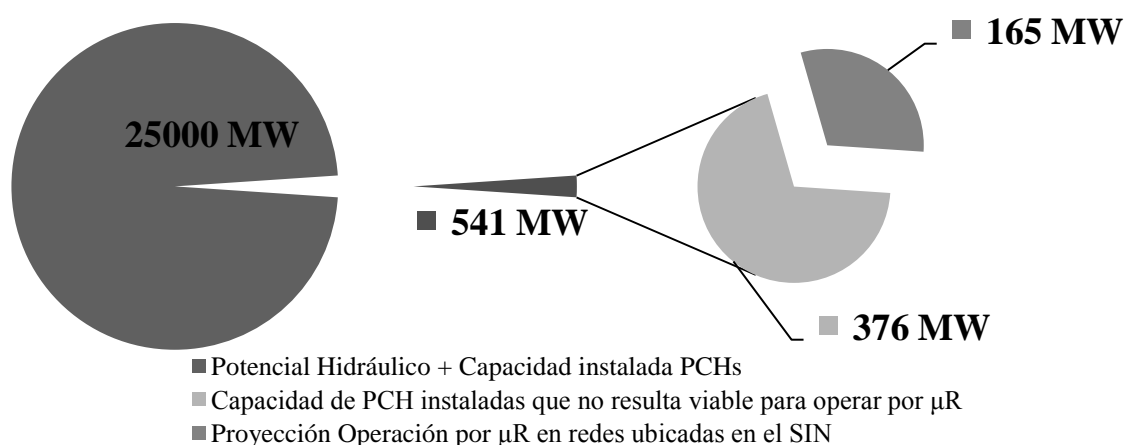 165 MW
25000 MW
541 MW
376 MW
Potencial Hidráulico + Capacidad instalada PCHs
Capacidad de PCH instaladas que no resulta viable para operar por µR
Proyección Operación por µR en redes ubicadas en el SIN